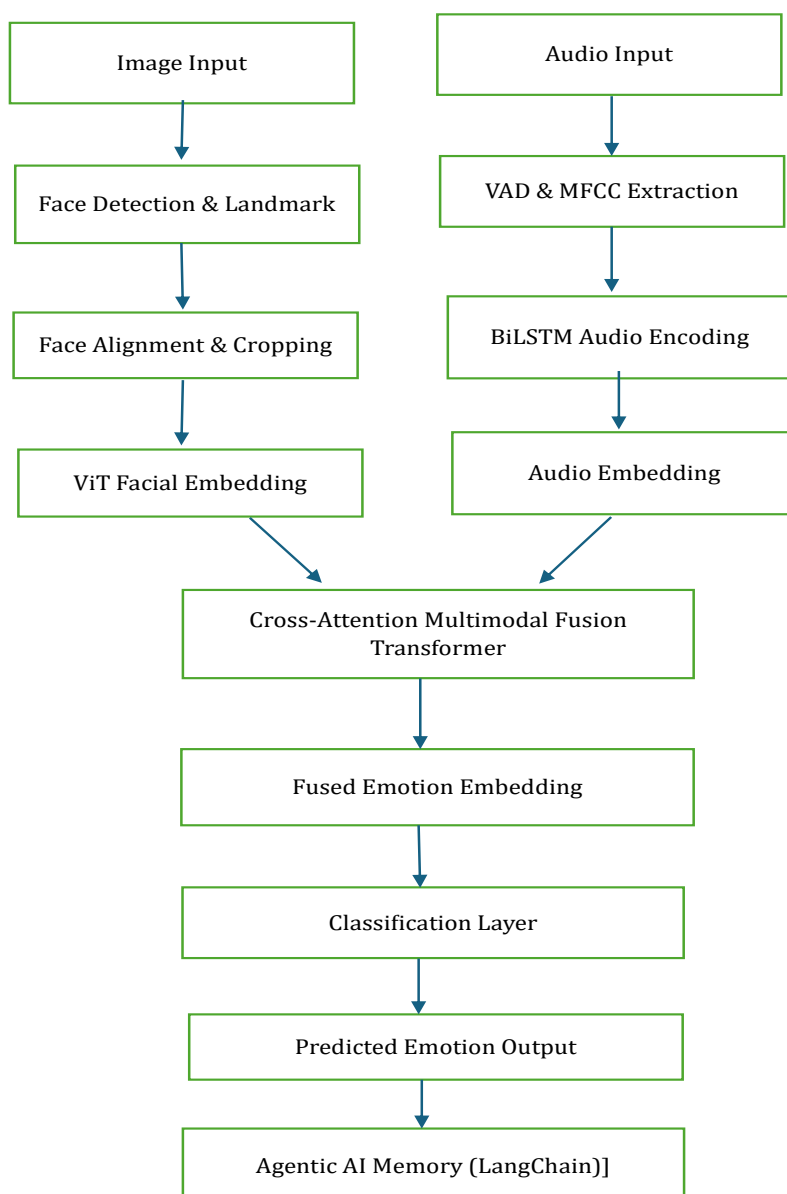 Image Input
Audio Input
Face Detection & Landmark
VAD & MFCC Extraction
Face Alignment & Cropping
BiLSTM Audio Encoding
ViT Facial Embedding
Audio Embedding
Cross-Attention Multimodal Fusion
Transformer
Fused Emotion Embedding
Classification Layer
Predicted Emotion Output
Agentic AI Memory (LangChain)]